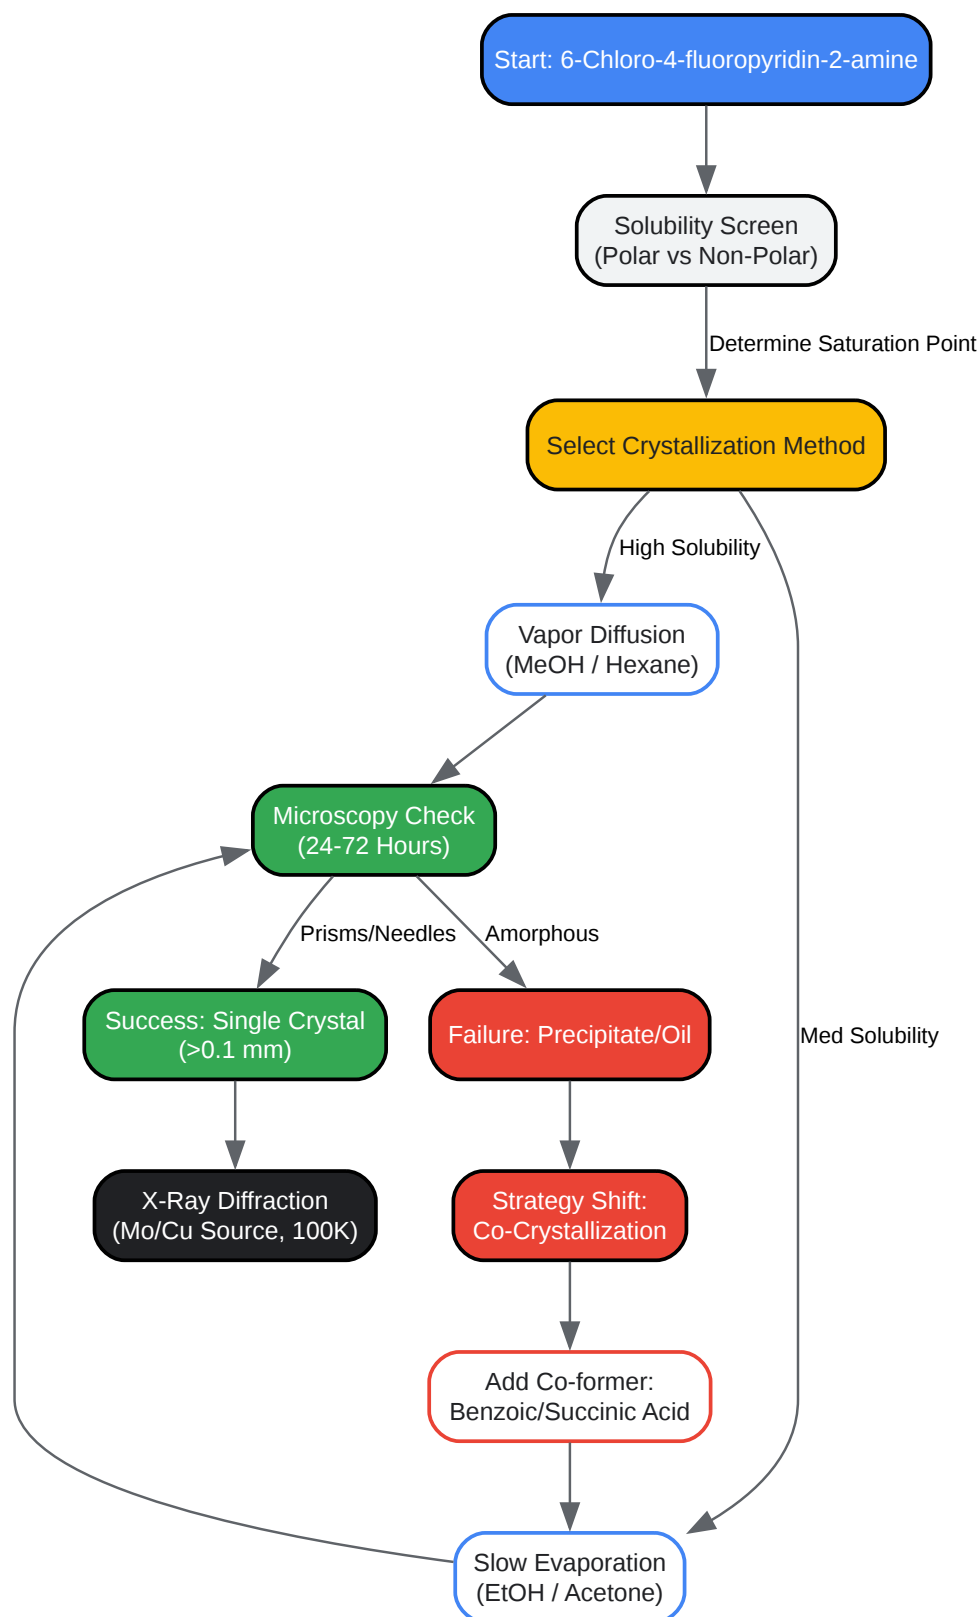 Start: 6-Chloro-4-fluoropyridin-2-amine
Solubility Screen
(Polar vs Non-Polar)
Determine Saturation Point
Select Crystallization Method
High Solubility
Vapor Diffusion
(MeOH / Hexane)
Microscopy Check
(24-72 Hours)
Prisms/Needles
Amorphous
Success: Single Crystal
(>0.1 mm)
Failure: Precipitate/Oil
Med Solubility
X-Ray Diffraction
(Mo/Cu Source, 100K)
Strategy Shift:
Co-Crystallization
Add Co-former:
Benzoic/Succinic Acid
Slow Evaporation
(EtOH / Acetone)